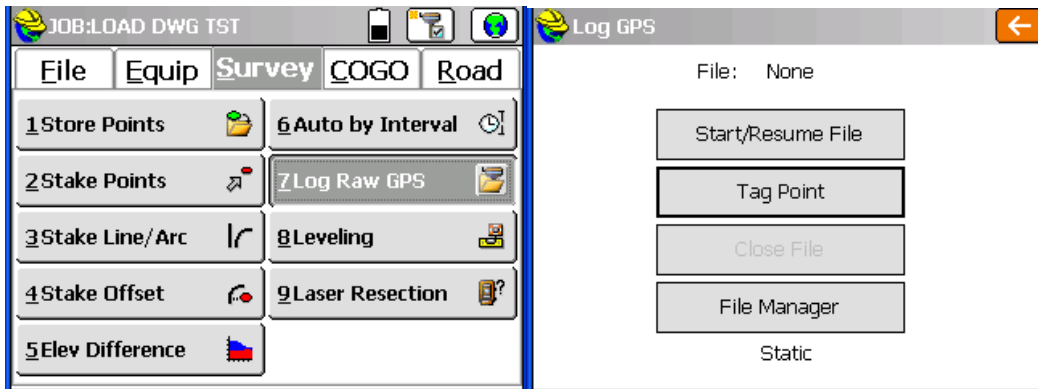 JOB:LOAD DWG TST
File Equip Survey COGO Road
1Store Points
6Auto by Interval
2Stake Points
7Log Raw GPS
3Stake Line/Arc
8Leveling
4Stake Offset
9Laser Resection
5Elev Difference
Log GPS
File: None
Start/Resume File
Tag Point
Close File
File Manager
Static